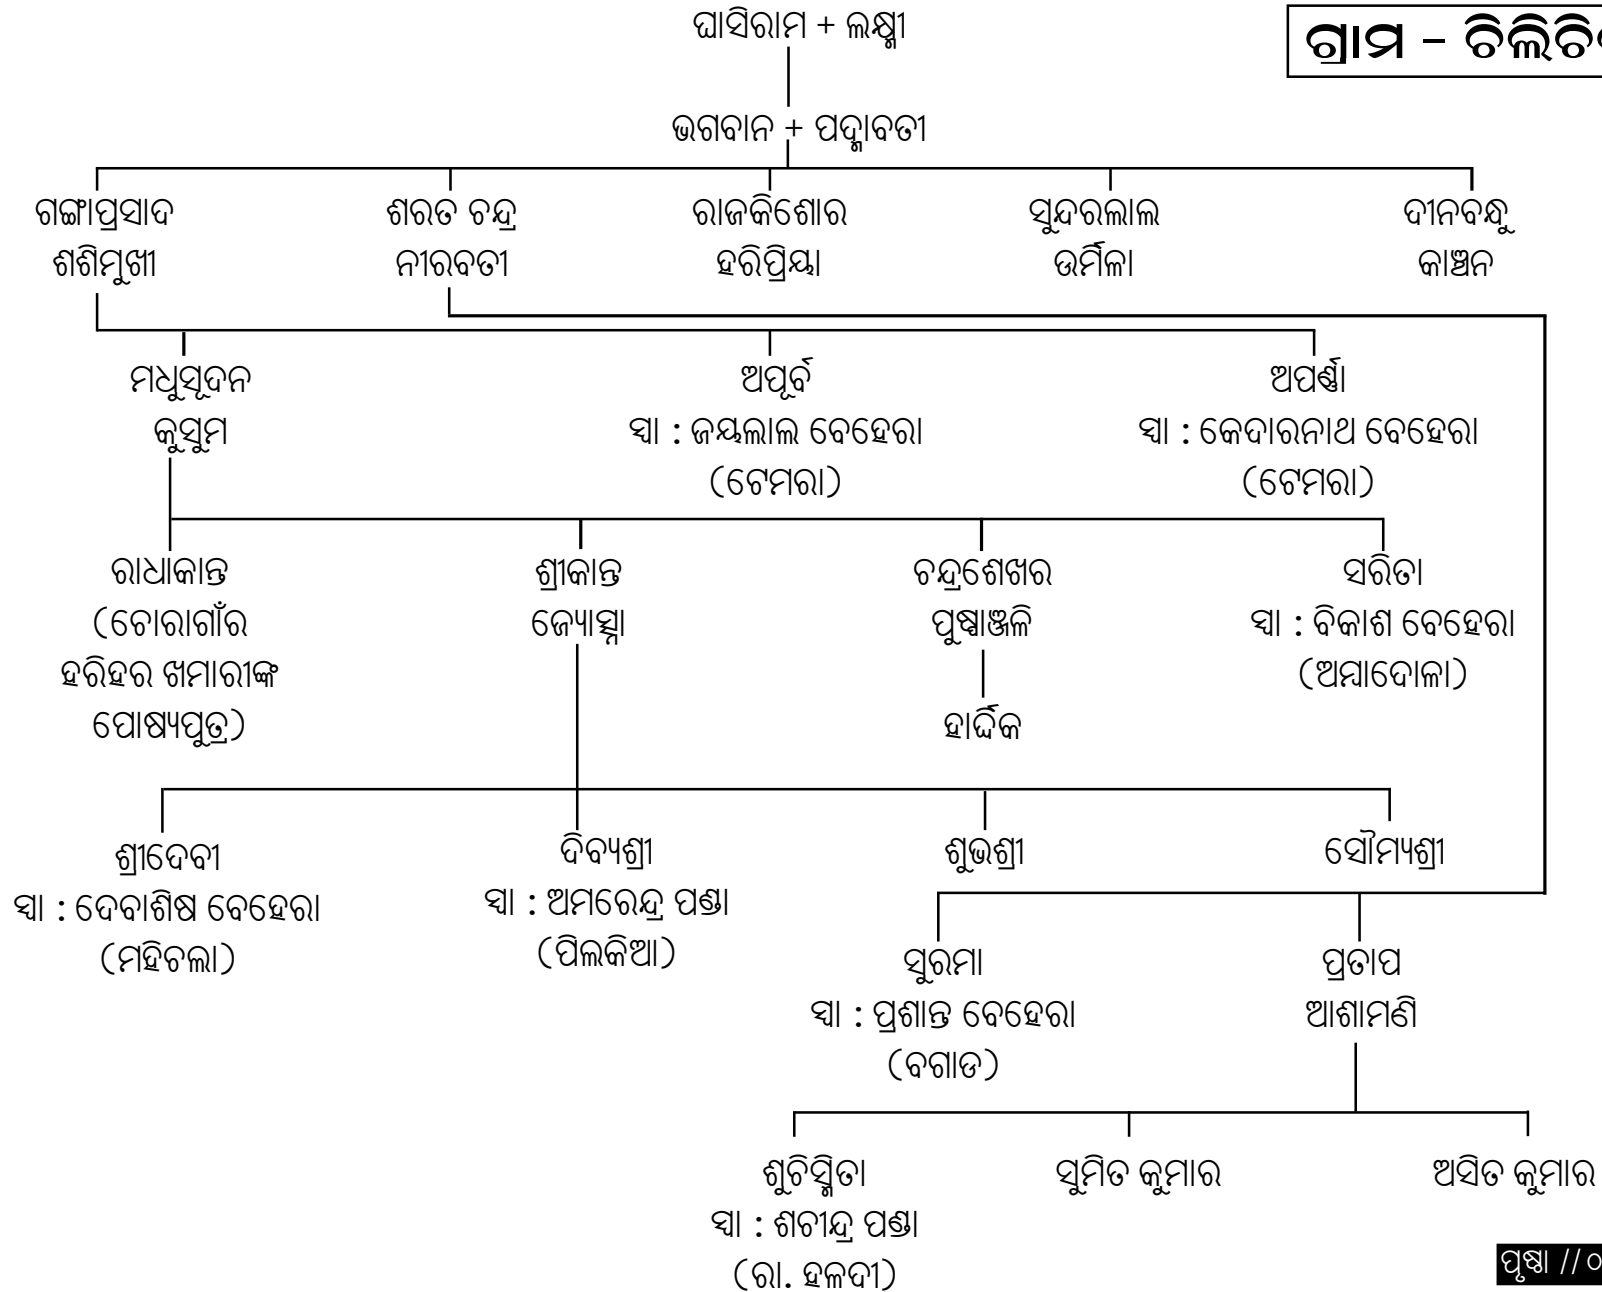 ଘାସିରାମ + ଲକ୍ଷ୍ମୀ
ଗ୍ରାମ -
ଭଗବାନ + ପଦ୍ମାବତୀ
ଗଙ୍ଗାପ୍ରସାଦ ଶରତ ଚନ୍ଦ୍ର ରାଜକିଶୋର ସୁନ୍ଦରଲାଲ ଦୀନବନ୍ଧୁ
ଶଶିମୁଖୀ ନୀରବତୀ ହରିପ୍ରିୟା ଉର୍ମିଳା କାଞ୍ଚନ
ମଧୁସୂଦନ ଅପୂର୍ବ ଅପର୍ଣ୍ଣା
କୁସୁମ ସ୍ୱା : ଜୟଲାଲ ବେହେରା ସ୍ୱା : କେଦାରନାଥ ବେହେରା
(ଟେମରା) (ଟେମରା)
ରାଧାକାନ୍ତ ଶ୍ରୀକାନ୍ତ ଚନ୍ଦ୍ରଶେଖର ସରିତା
(ଚୋରାଗାଁର ଜ୍ୟୋତ୍ସ୍ନା ପୁଷ୍ପାଞ୍ଜଳି ସ୍ୱା : ବିକାଶ ବେହେରା
ହରିହର ଖମାରୀଙ୍କ (ଅମ୍ବାଦୋଳା)
ପୋଷ୍ୟପୁତ୍ର) ହାର୍ଦ୍ଦିକ
ଶ୍ରୀଦେବୀ ଦିବ୍ୟଶ୍ରୀ ଶୁଭଶ୍ରୀ ସୌମ୍ୟଶ୍ରୀ
ସ୍ୱା : ଦେବାଶିଷ ବେହେରା ସ୍ୱା : ଅମରେନ୍ଦ୍ର ପଣ୍ଡା
(ମହିଚଲା) (ପିଲକିଆ)
ସୁରମା ପ୍ରତାପ
ସ୍ୱା : ପ୍ରଶାନ୍ତ ବେହେରା ଆଶାମଣି
(ବଗାଡ)
ଶୁଚିସ୍ମିତା ସୁମିତ କୁମାର ଅସିତ କୁମାର
ସ୍ୱା : ଶଚୀନ୍ଦ୍ର ପଣ୍ଡା
(ରା. ହଳଦୀ)
ପୃଷ୍ଠା //୦